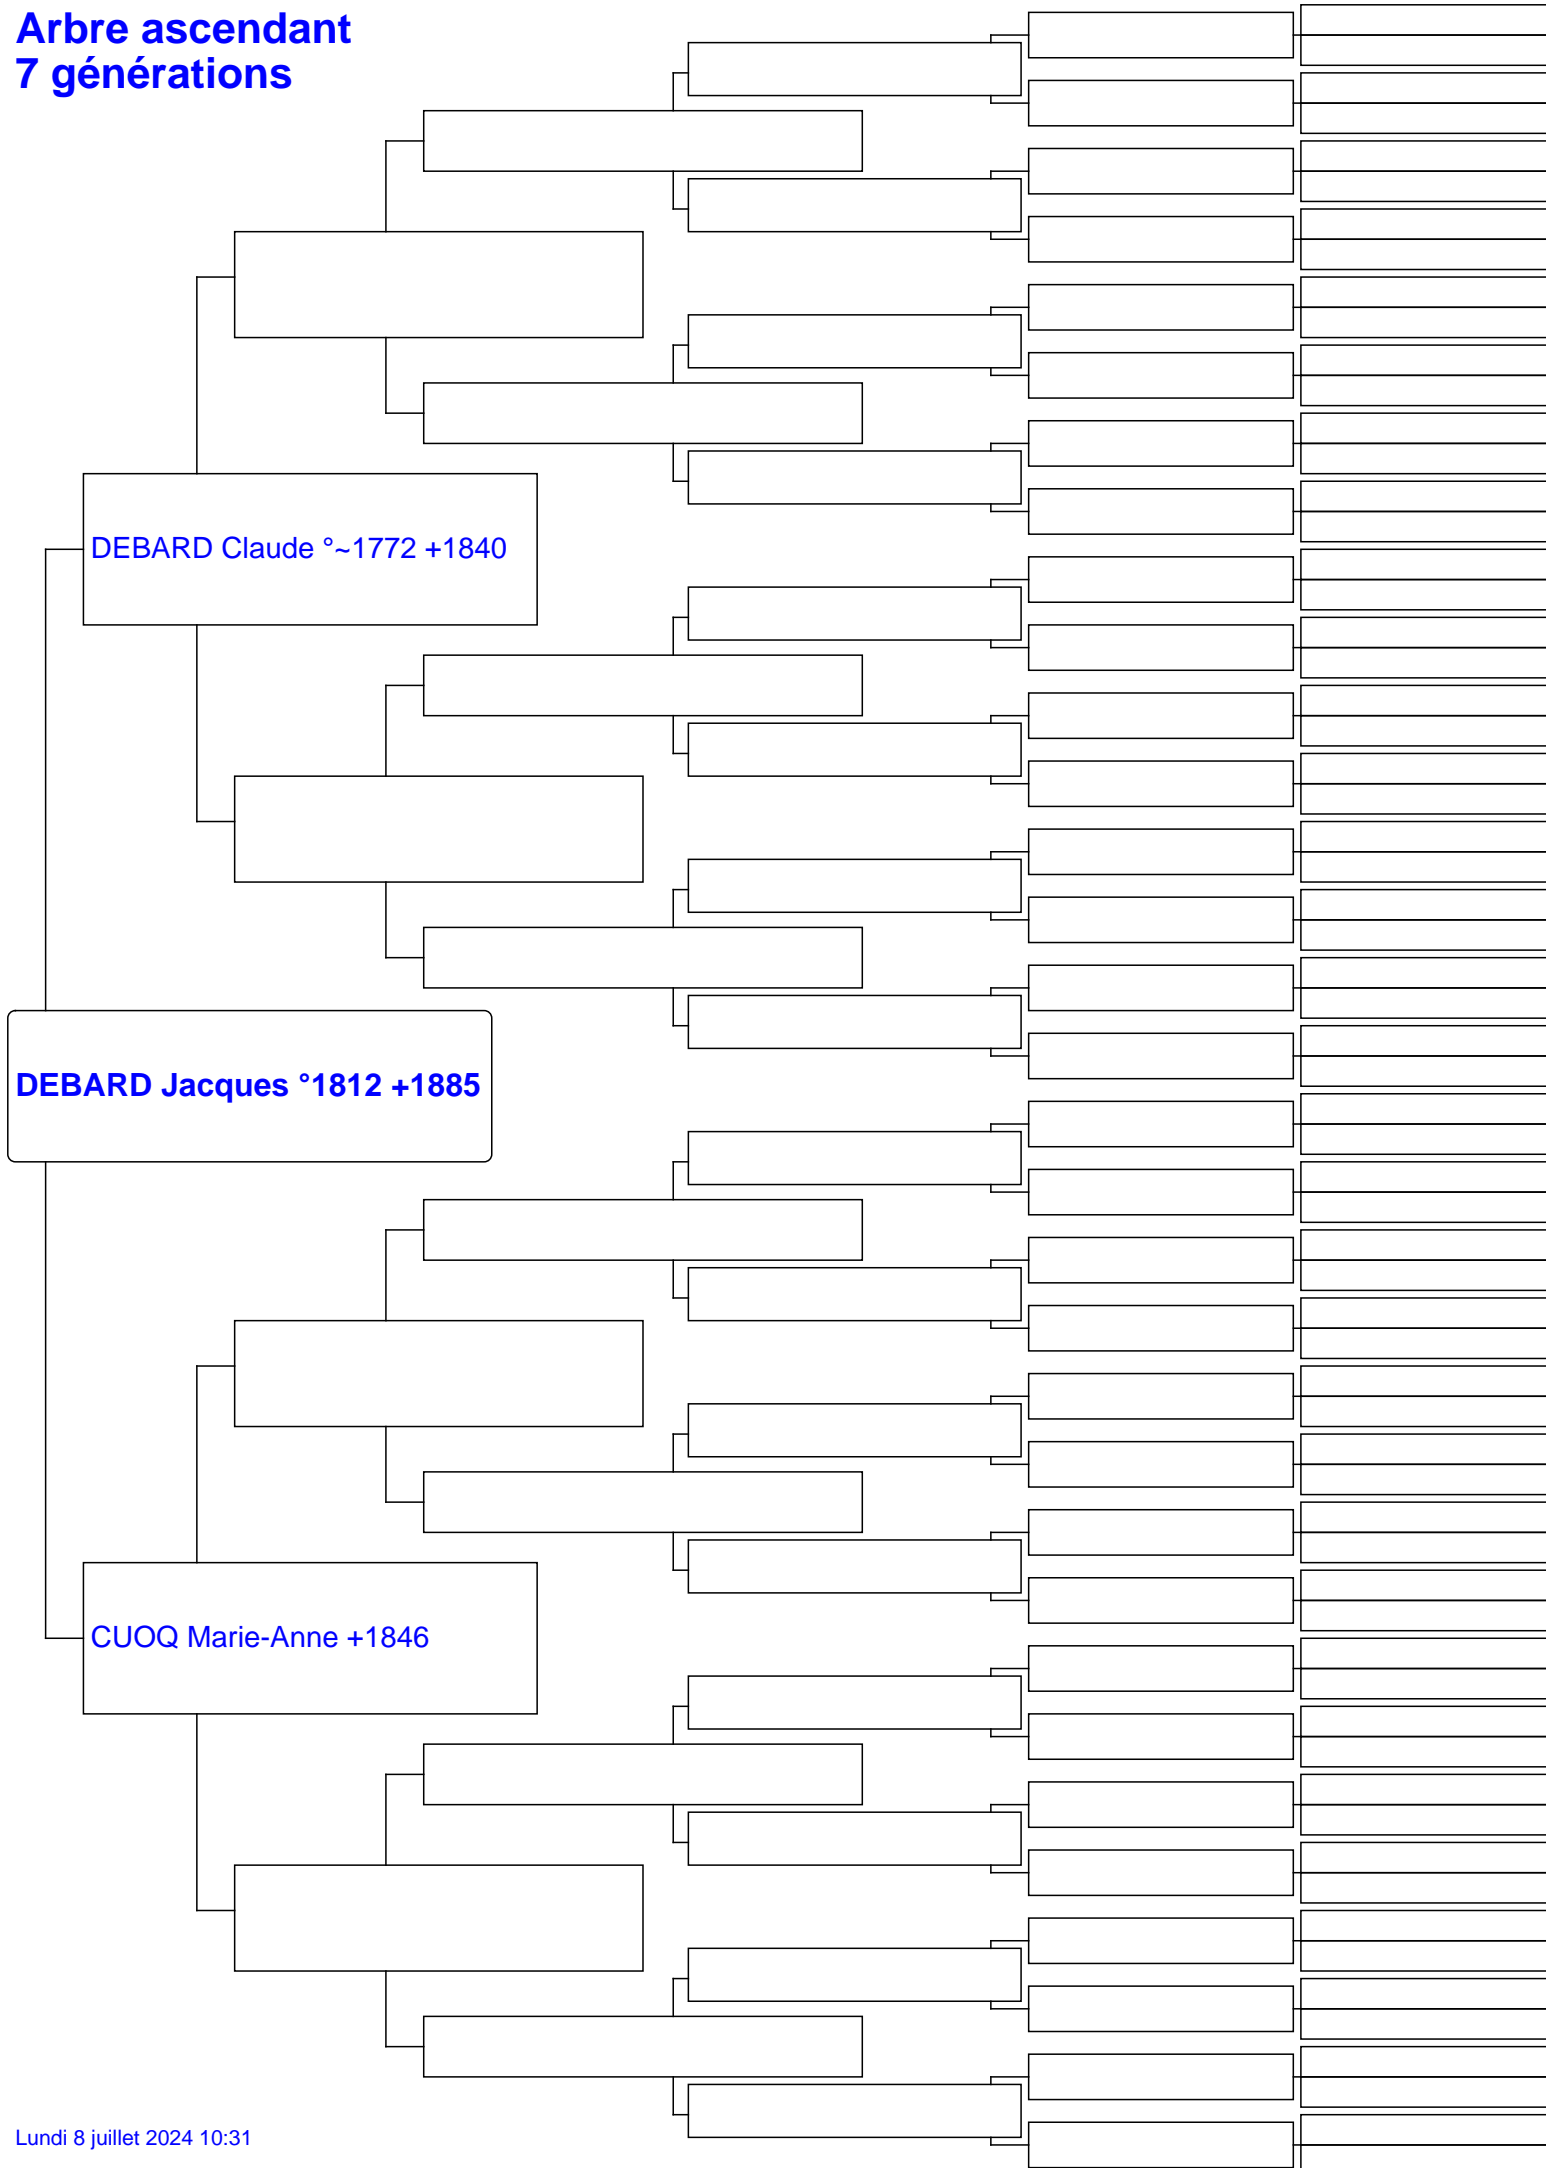 Arbre ascendant
7 générations
DEBARD Claude °~1772 +1840
DEBARD Jacques °1812 +1885
CUOQ Marie-Anne +1846
Lundi 8 juillet 2024 10:31